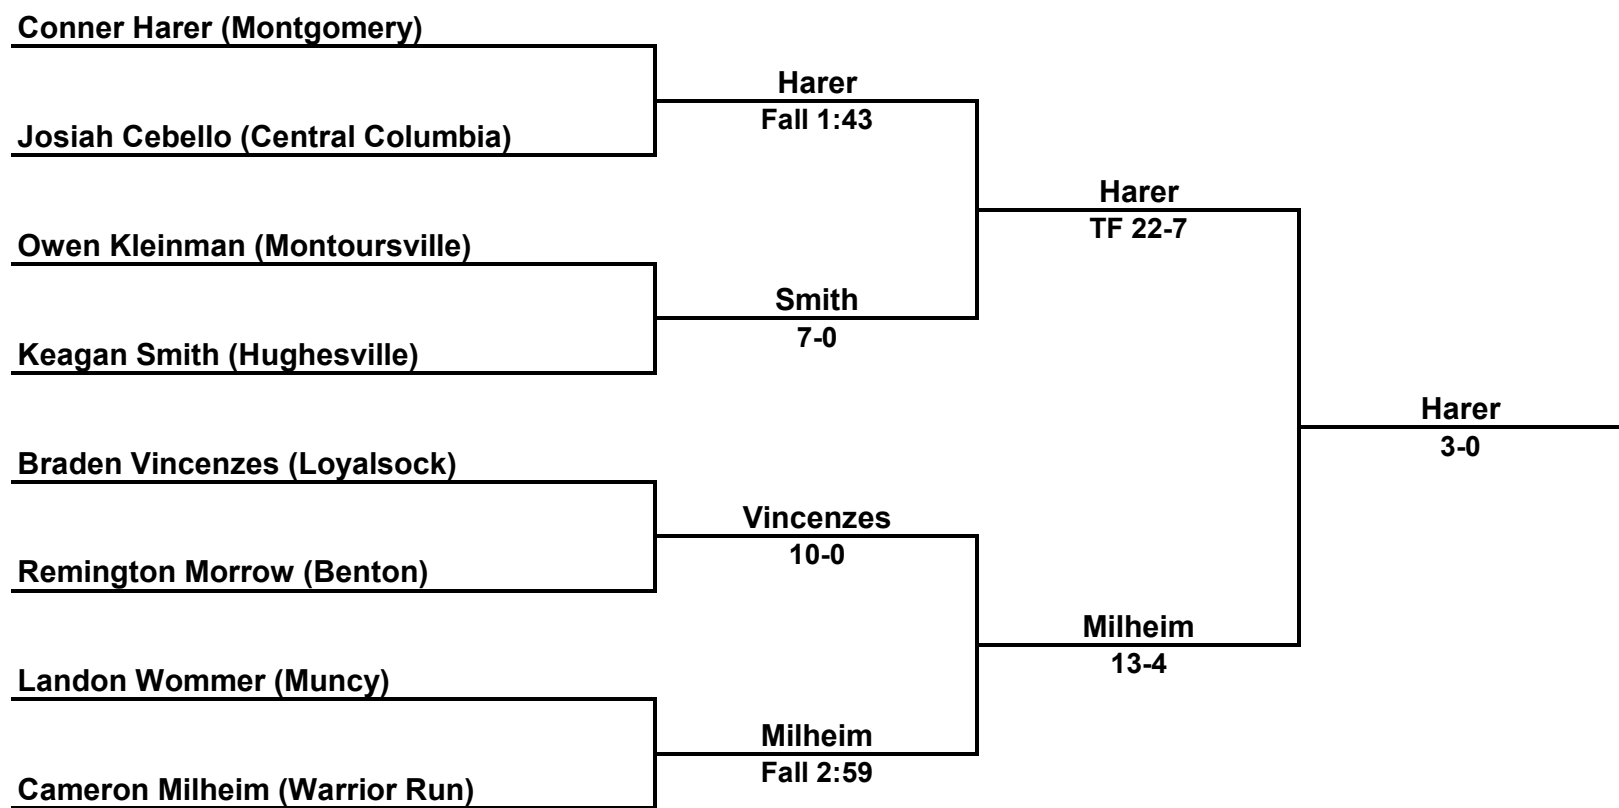 Conner Harer (Montgomery)
Harer
Fall 1:43
Josiah Cebello (Central Columbia)
Harer
TF 22-7
Owen Kleinman (Montoursville)
Smith
7-0
Keagan Smith (Hughesville)
Harer
3-0
Braden Vincenzes (Loyalsock)
Vincenzes
10-0
Remington Morrow (Benton)
Milheim
13-4
Landon Wommer (Muncy)
Milheim
Fall 2:59
Cameron Milheim (Warrior Run)